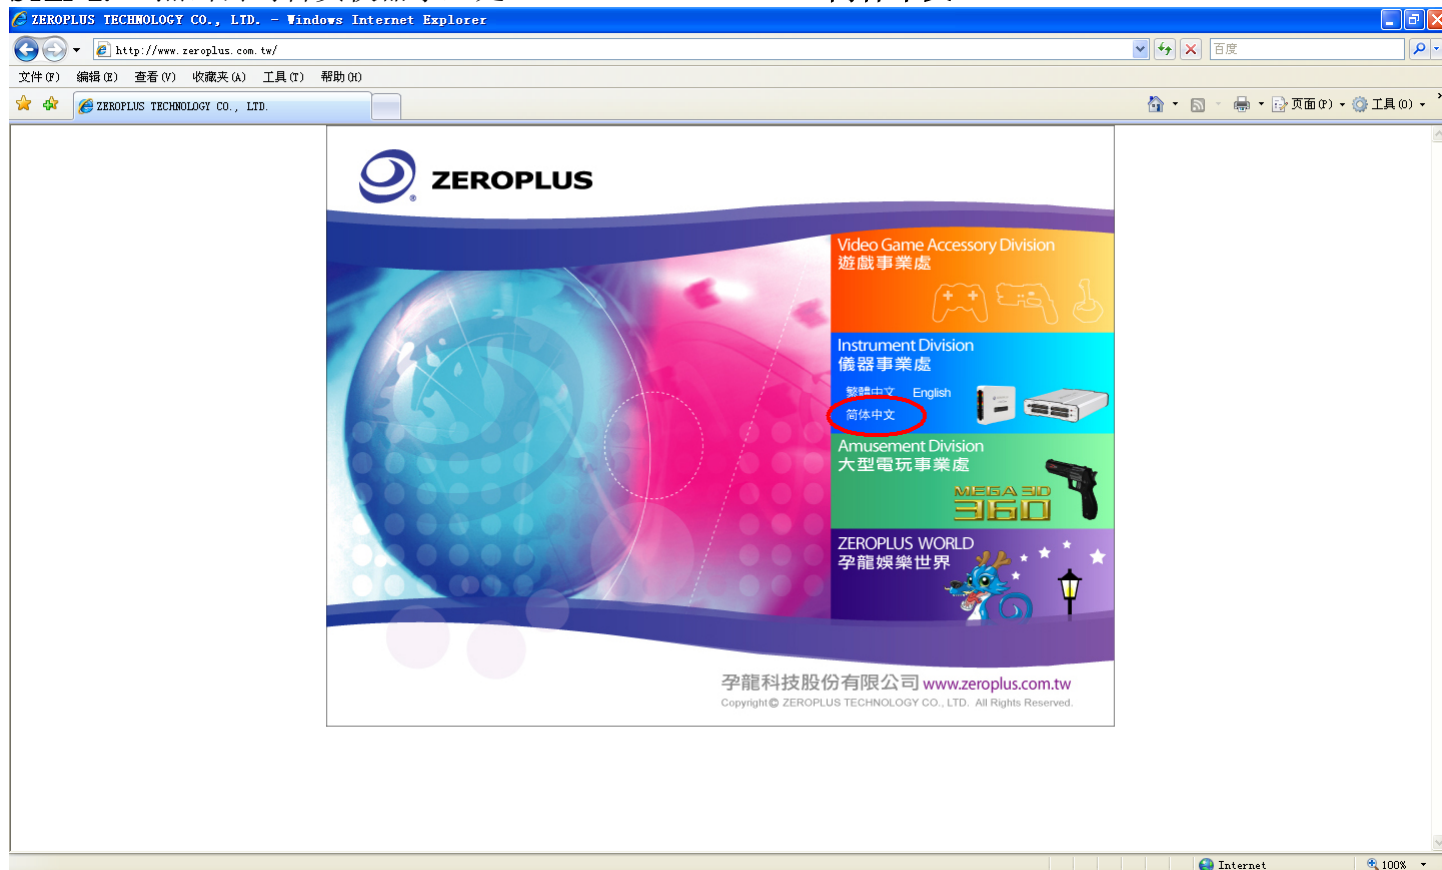 ZEROPLUS TECHNOLOGY CO., LTD. - Windows Internet Explorer
http://www.zeroplus.com.tw/
百度
文件(F) 编辑(E) 查看(V) 收藏夹(A) 工具(T) 帮助(H)
ZEROPLUS TECHNOLOGY CO., LTD.
页面(P) 工具(O)
ZEROPLUS
Video Game Accessory Division
遊戲事業處
Instrument Division
儀器事業處
繁體中文 English
简体中文
Amusement Division
大型電玩事業處
MEGA 3D
360
ZEROPLUS WORLD
孕龍娛樂世界
孕龍科技股份有限公司 www.zeroplus.com.tw
Copyright © ZEROPLUS TECHNOLOGY CO., LTD. All Rights Reserved.
Internet 100%